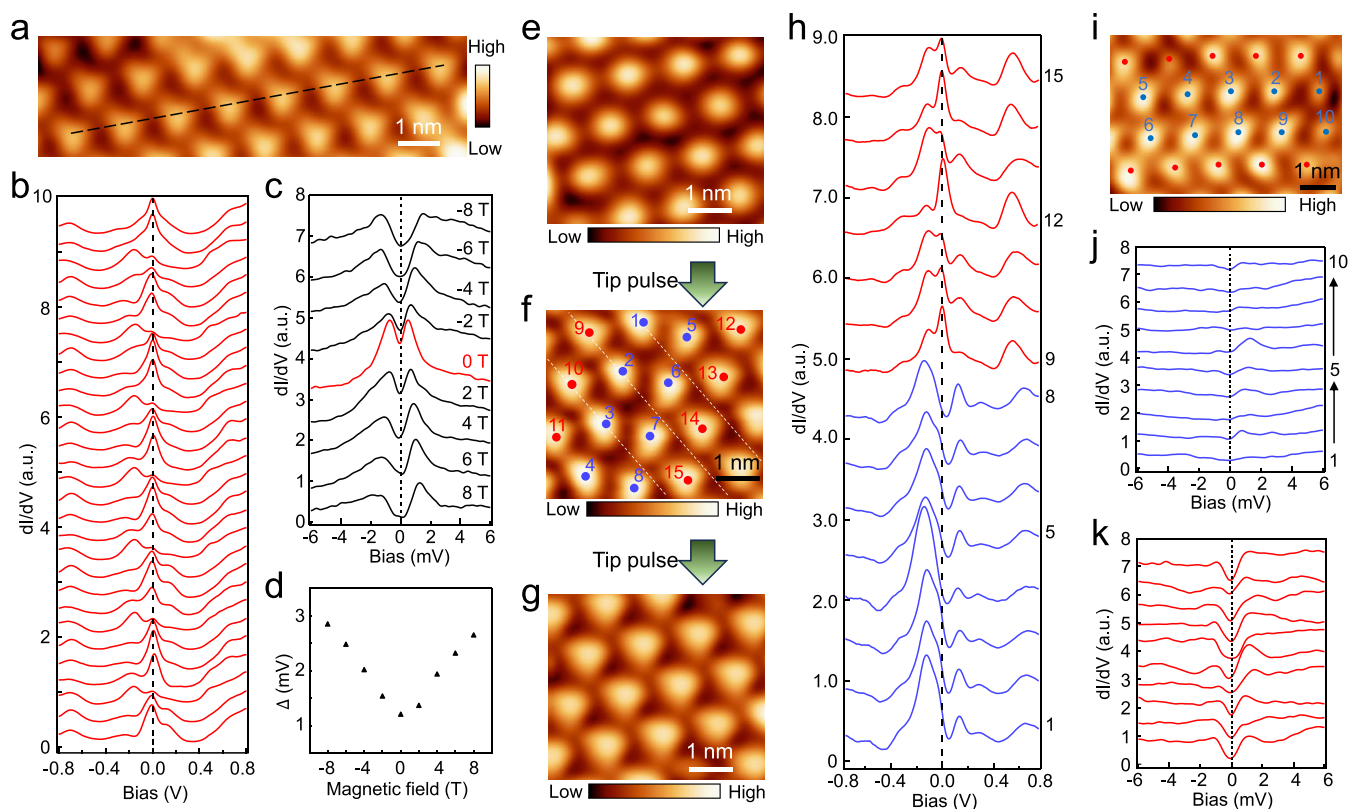 a
High
Low
1 nm
b
10
8
6
4
2
0
dI/dV (a.u.)
-0.8
-0.4
0.0
0.4
0.8
Bias (V)
c
8
7
6
5
4
3
2
1
0
dI/dV (a.u.)
-8 T
-6 T
-4 T
-2 T
0 T
2 T
4 T
6 T
8 T
-6 -4 -2 0 2 4 6
Bias (mV)
d
3
2
1
Δ (mV)
-8 -4 0 4 8
Magnetic field (T)
e
1 nm
Low High
Tip pulse
f
1
5
9
12
2
6
10
13
3
7
11
14
4
8
15
1 nm
Low High
Tip pulse
g
1 nm
Low High
h
9.0
8.0
7.0
6.0
5.0
4.0
3.0
2.0
1.0
0
dI/dV (a.u.)
15
12
9
8
5
1
-0.8 -0.4 0.0 0.4 0.8
Bias (V)
i
5 4 3 2 1
6 7 8 9 10
1 nm
Low High
j
8
7
6
5
4
3
2
1
0
dI/dV (a.u.)
10
5
1
-6 -4 -2 0 2 4 6
Bias (mV)
k
8
7
6
5
4
3
2
1
0
dI/dV (a.u.)
-6 -4 -2 0 2 4 6
Bias (mV)